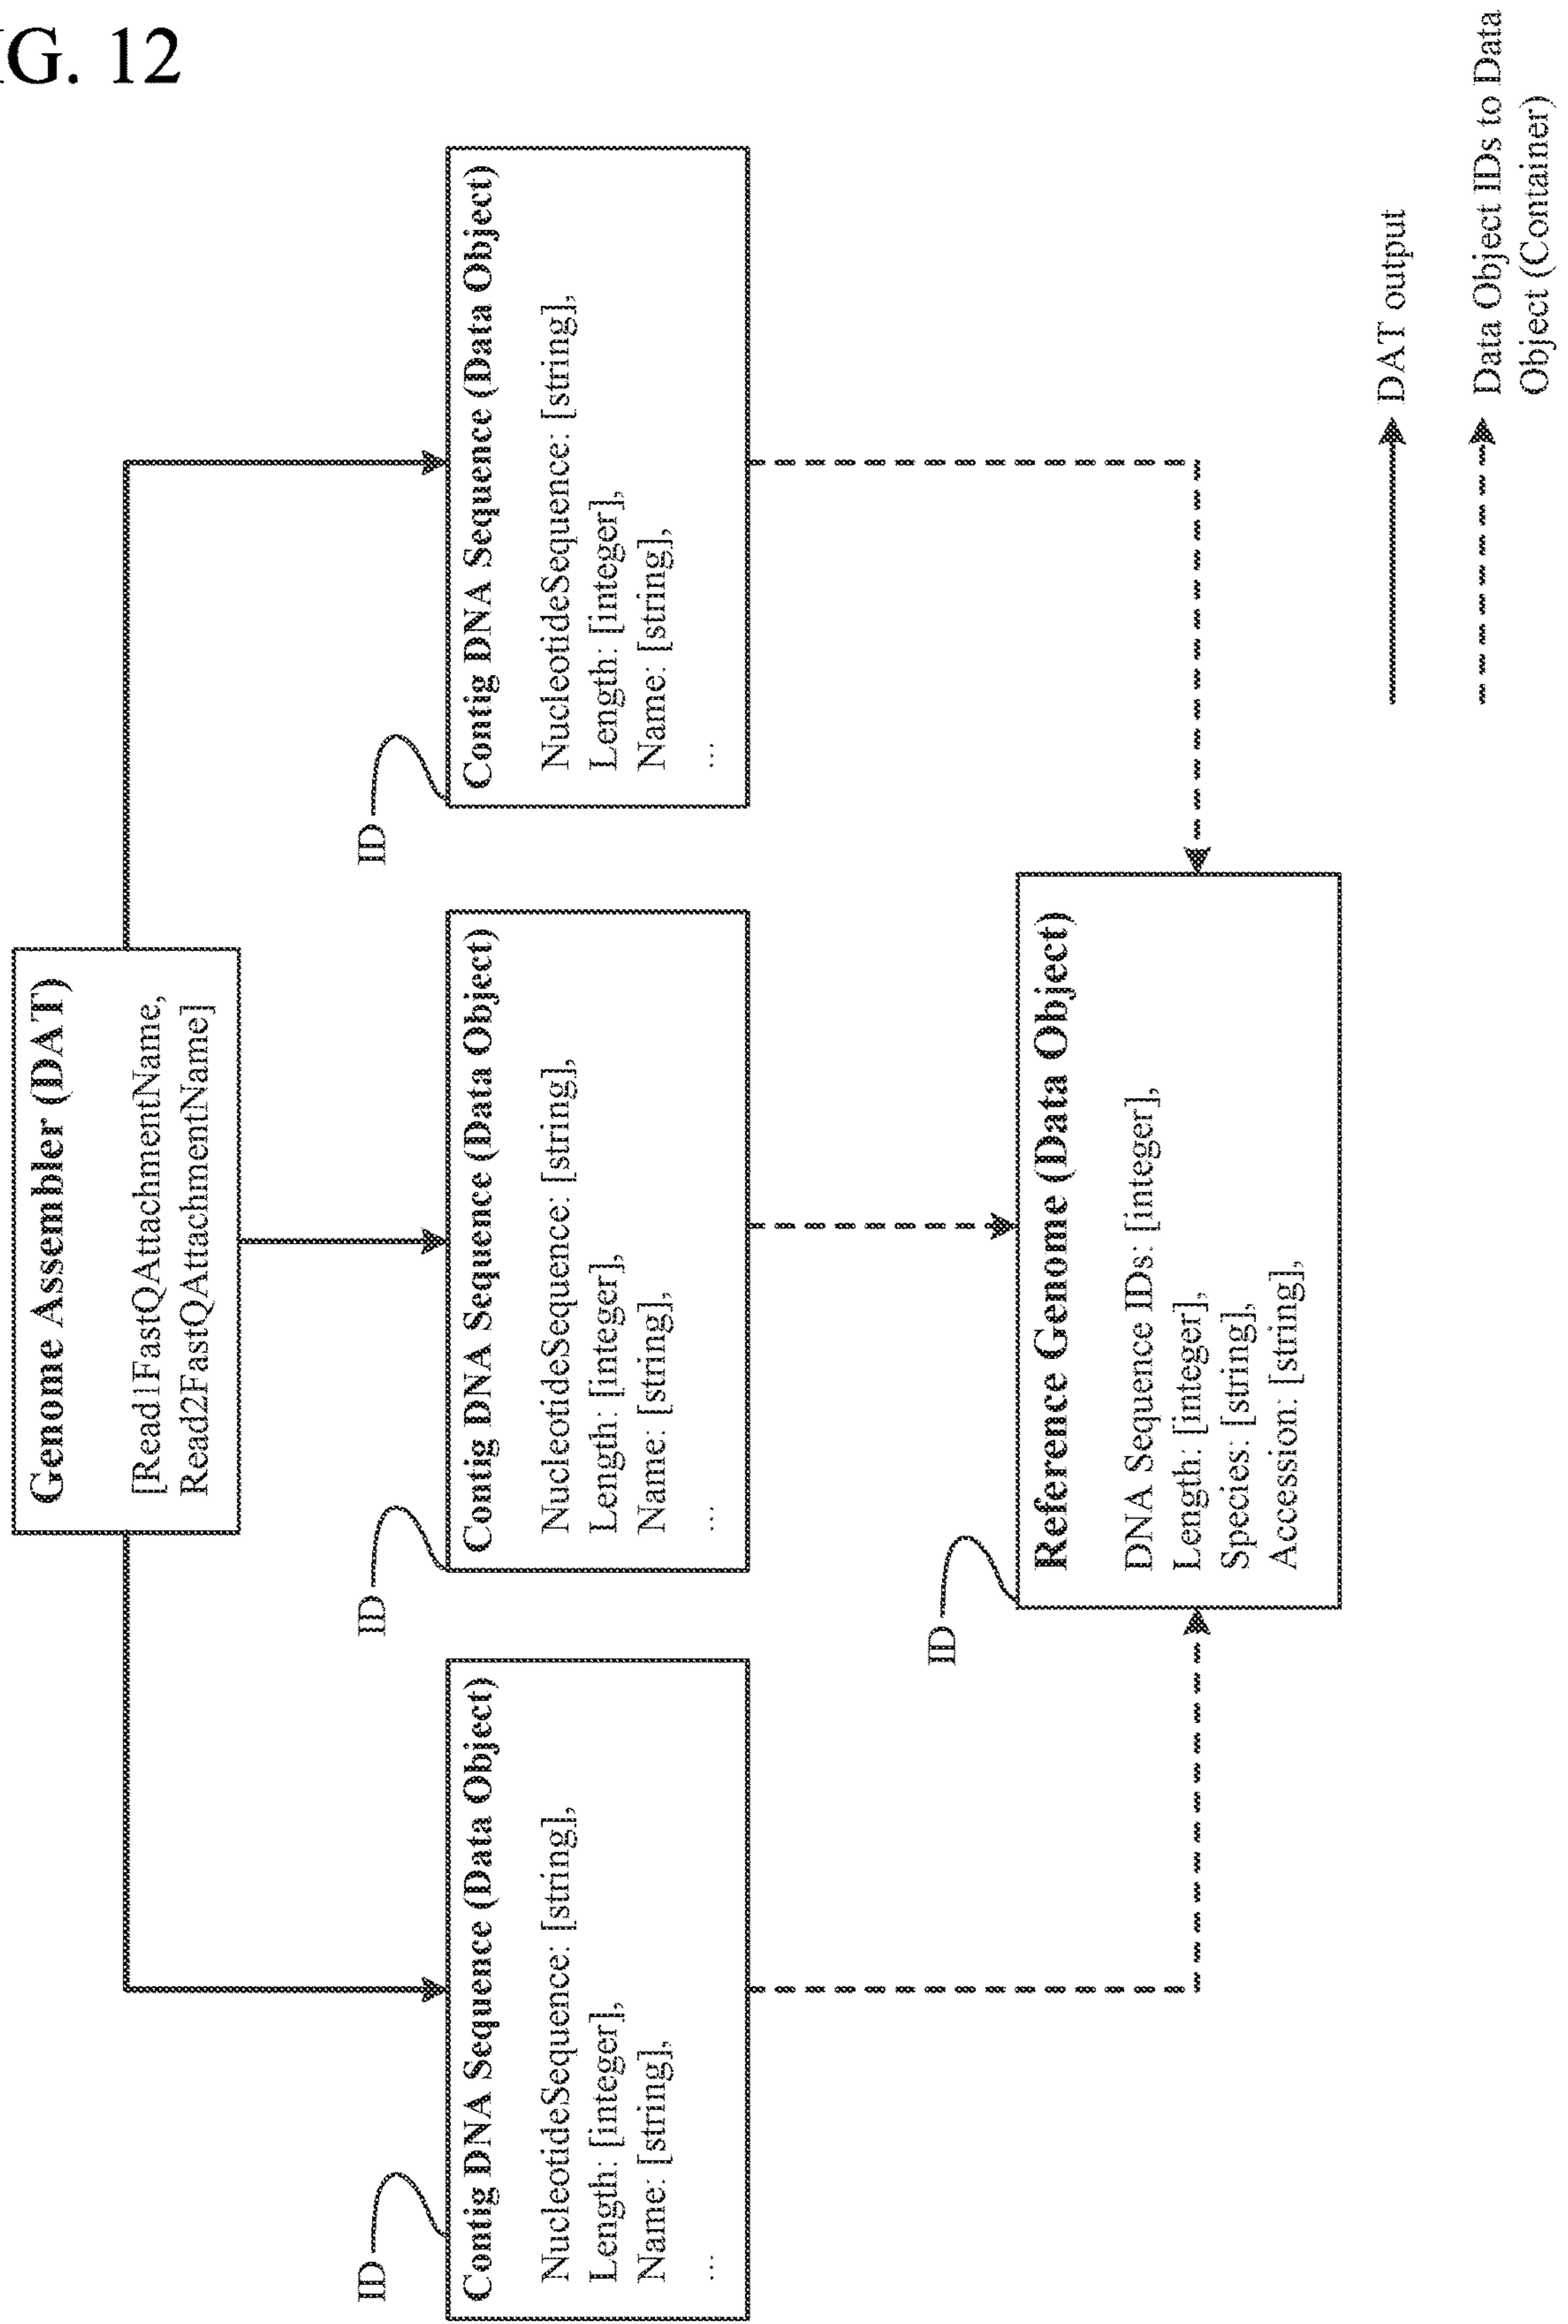 IG. 12
Genome Assembler (DAT)
[Read1FastQAttachmentName,
Read2FastQAttachmentName]
ID
Contig DNA Sequence (Data Object)
NucleotideSequence: [string],
Length: [integer],
Name: [string],
...
ID
Contig DNA Sequence (Data Object)
NucleotideSequence: [string],
Length: [integer],
Name: [string],
...
ID
Contig DNA Sequence (Data Object)
NucleotideSequence: [string],
Length: [integer],
Name: [string],
...
ID
Reference Genome (Data Object)
DNA Sequence IDs: [integer],
Length: [integer],
Species: [string],
Accession: [string],
DAT output
Data Object IDs to Data
Object (Container)